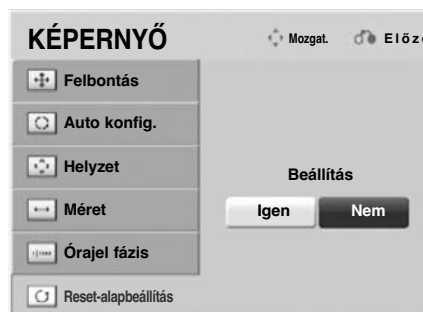 KÉPERNYŐ
Mozgat.
Felbontás
Auto konfig.
Helyzet
Méret
Órajel fázis
Reset-alapbeállítás
Beállítás
Igen Nem